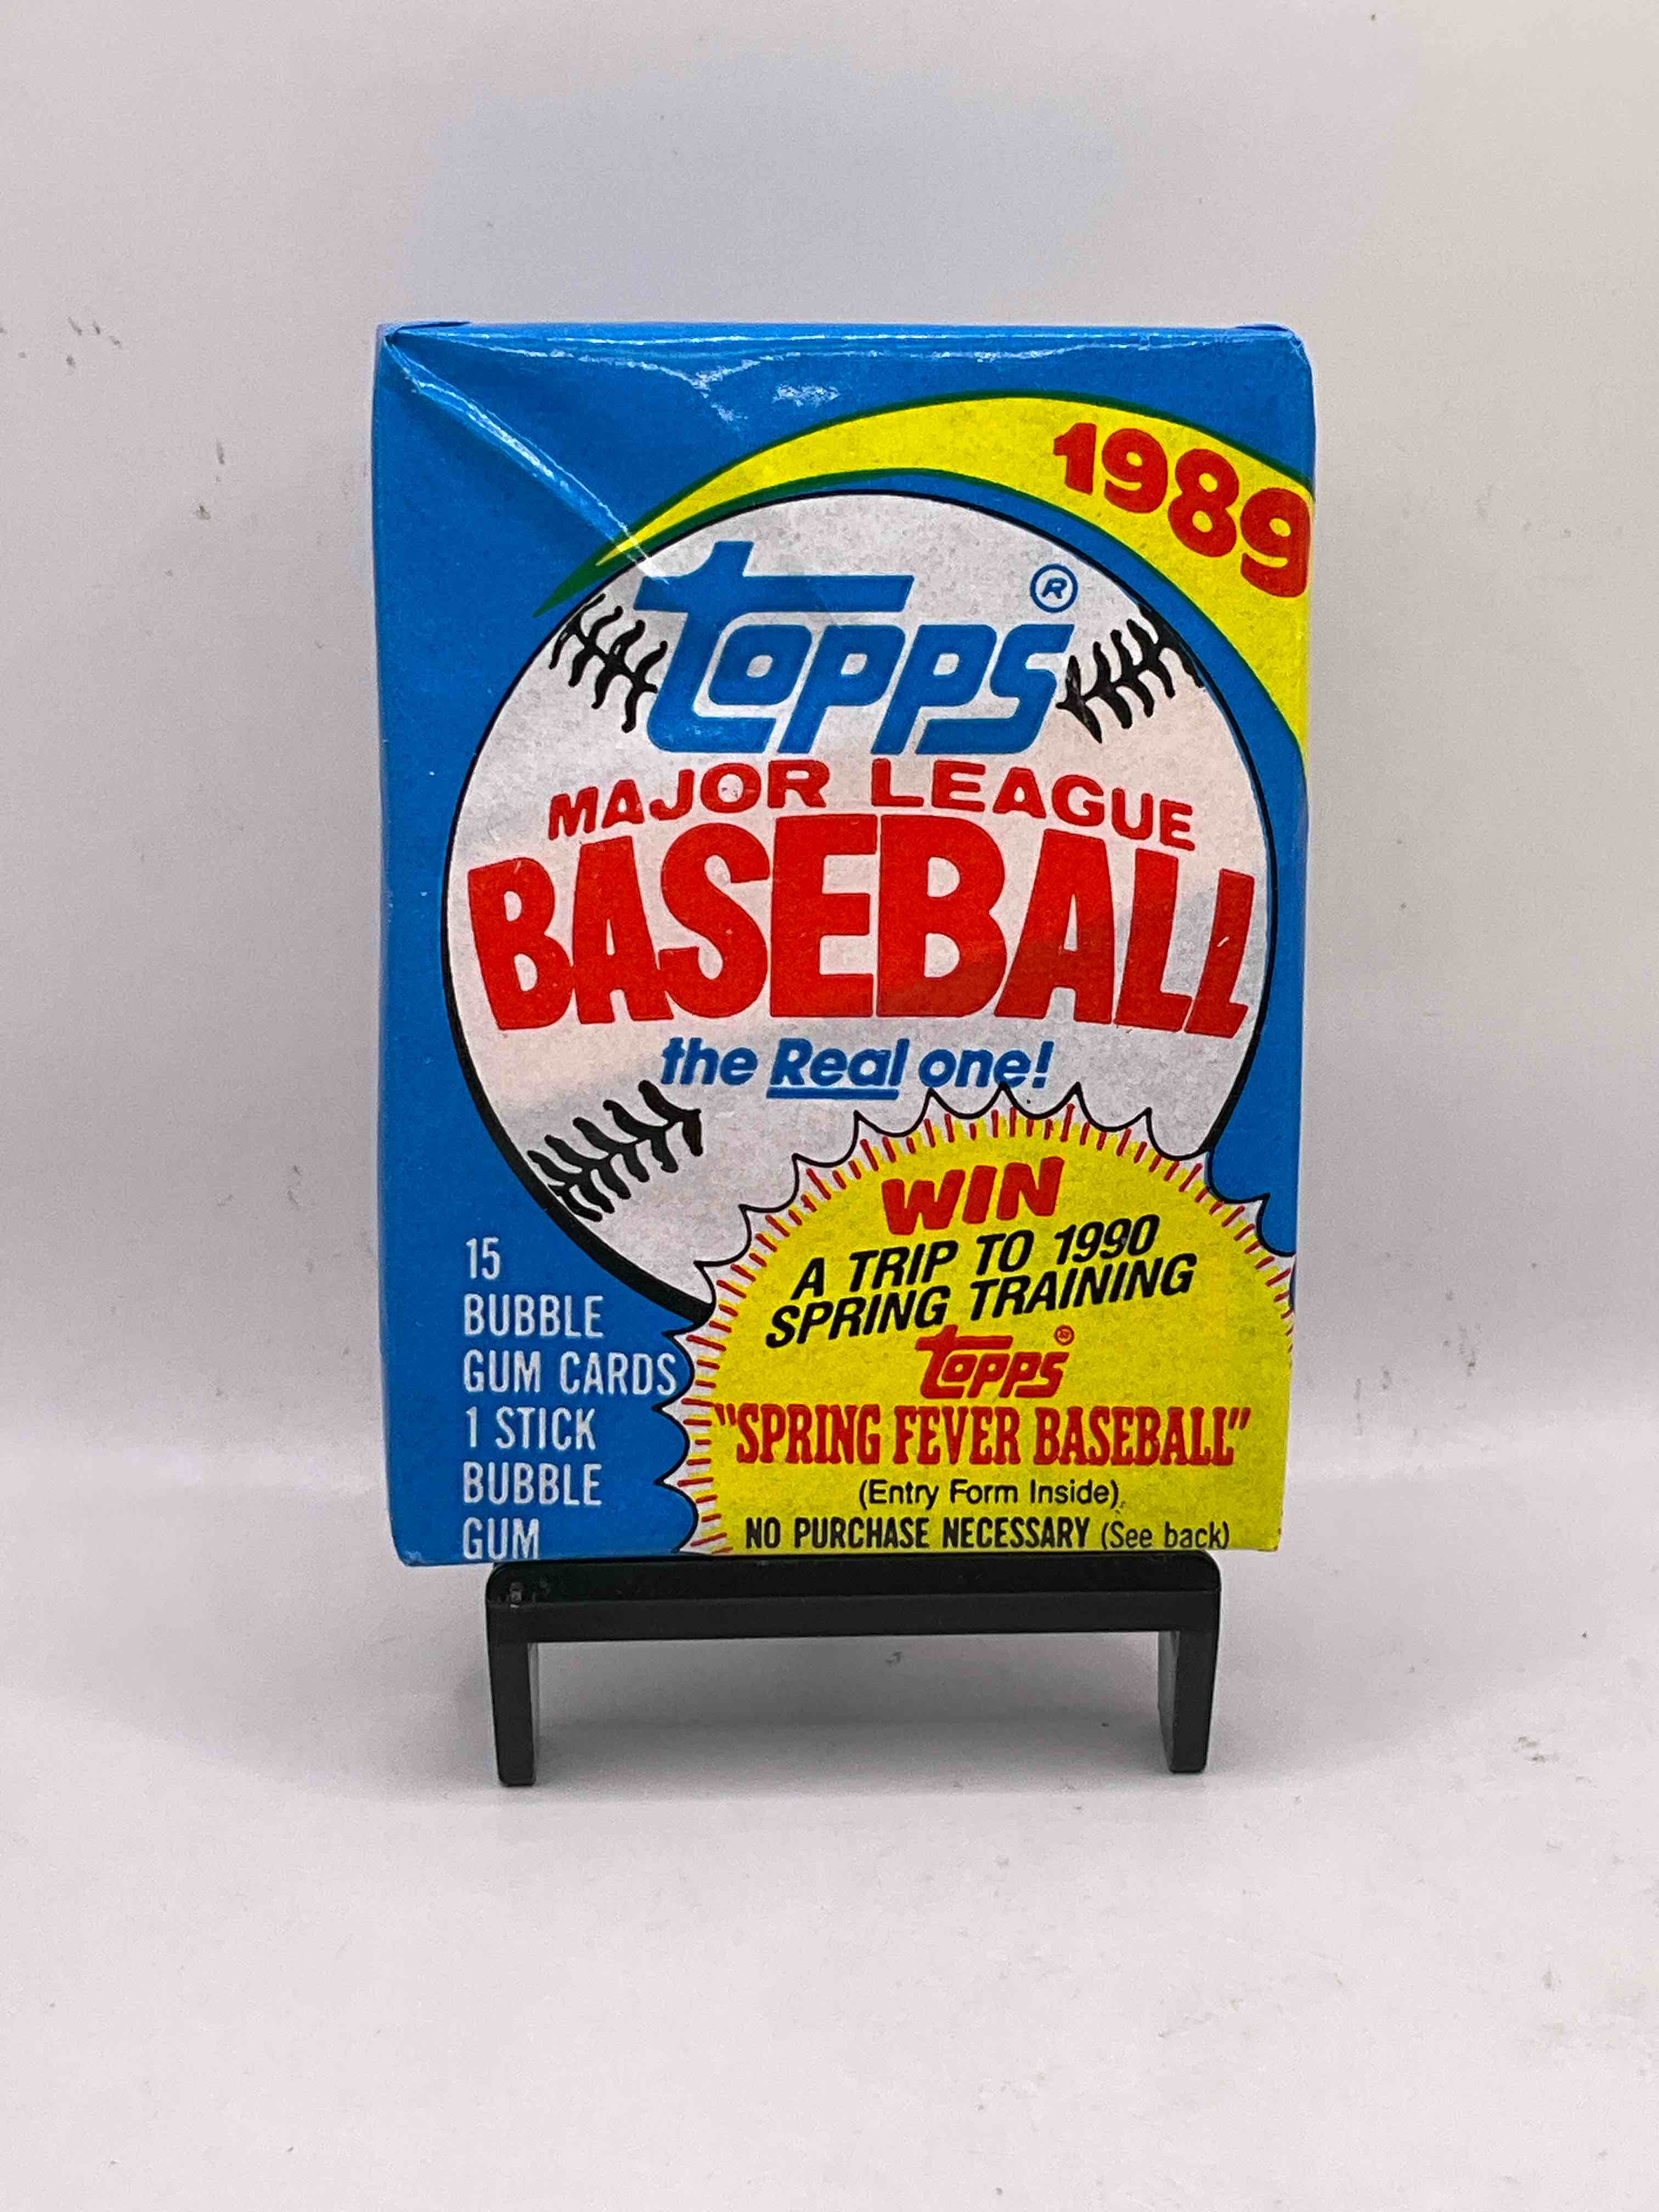 1989
Topps®
MAJOR LEAGUE
BASEBALL
the Real one!
15
BUBBLE
GUM CARDS
1 STICK
BUBBLE
GUM
WIN
A TRIP TO 1990
SPRING TRAINING
Topps®
"SPRING FEVER BASEBALL"
(Entry Form Inside)
NO PURCHASE NECESSARY (See back)